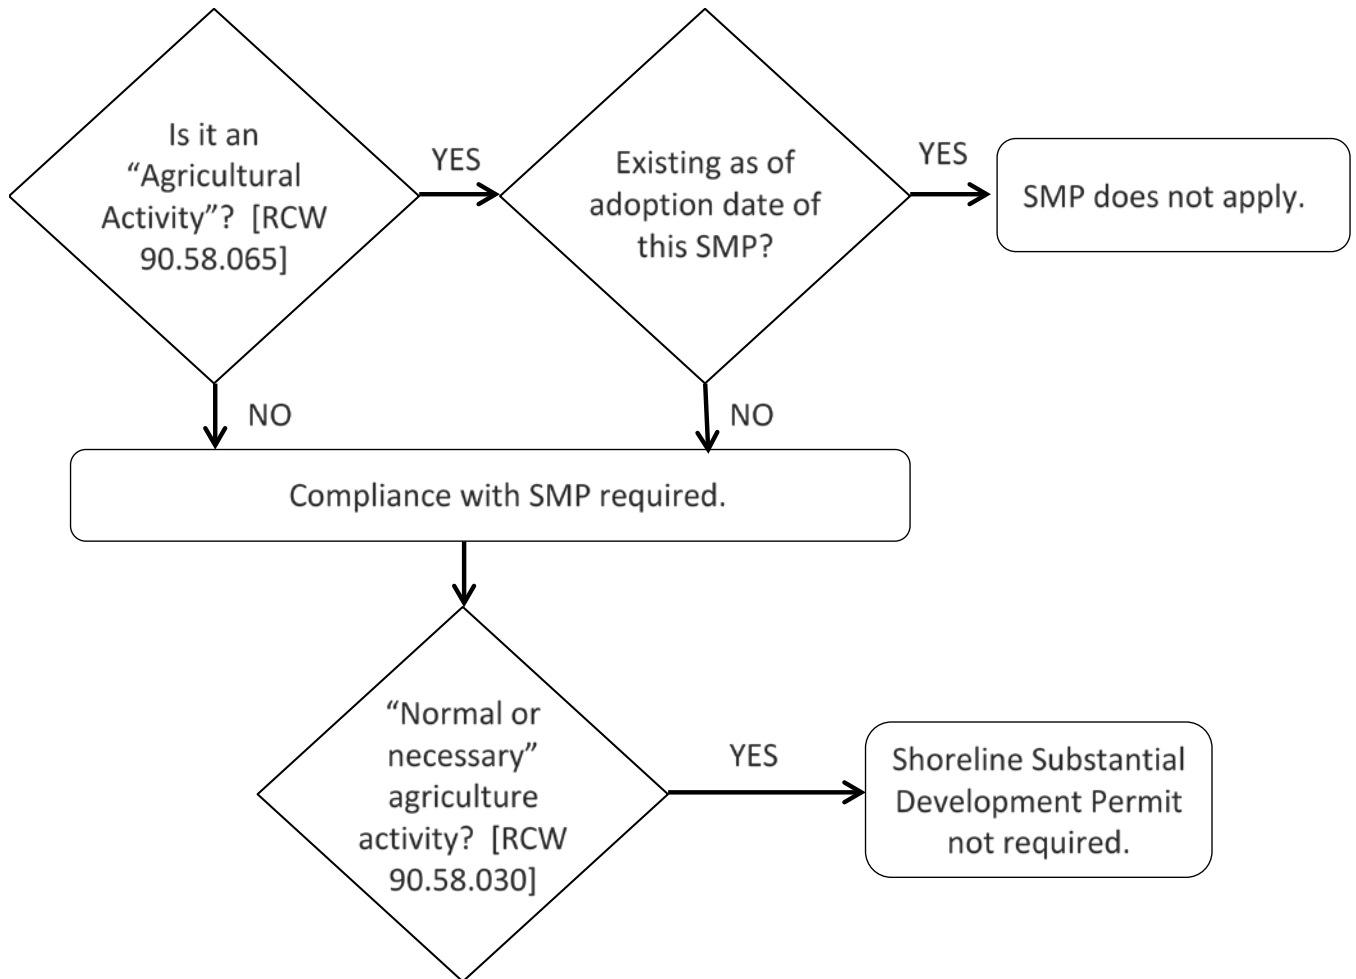 Is it an
“Agricultural
Activity”? [RCW
90.58.065]
YES
Existing as of
adoption date of
this SMP?
YES
SMP does not apply.
NO
NO
Compliance with SMP required.
“Normal or
necessary”
agriculture
activity? [RCW
90.58.030]
YES
Shoreline Substantial
Development Permit
not required.